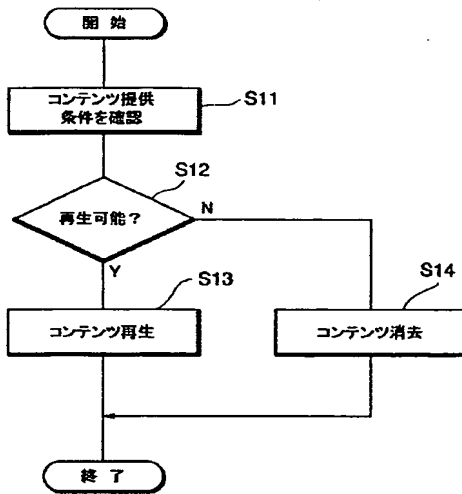 開 始
コンテンツ提供
条件を確認
S11
S12
再生可能？
N
Y
S13
コンテンツ再生
S14
コンテンツ消去
終 了